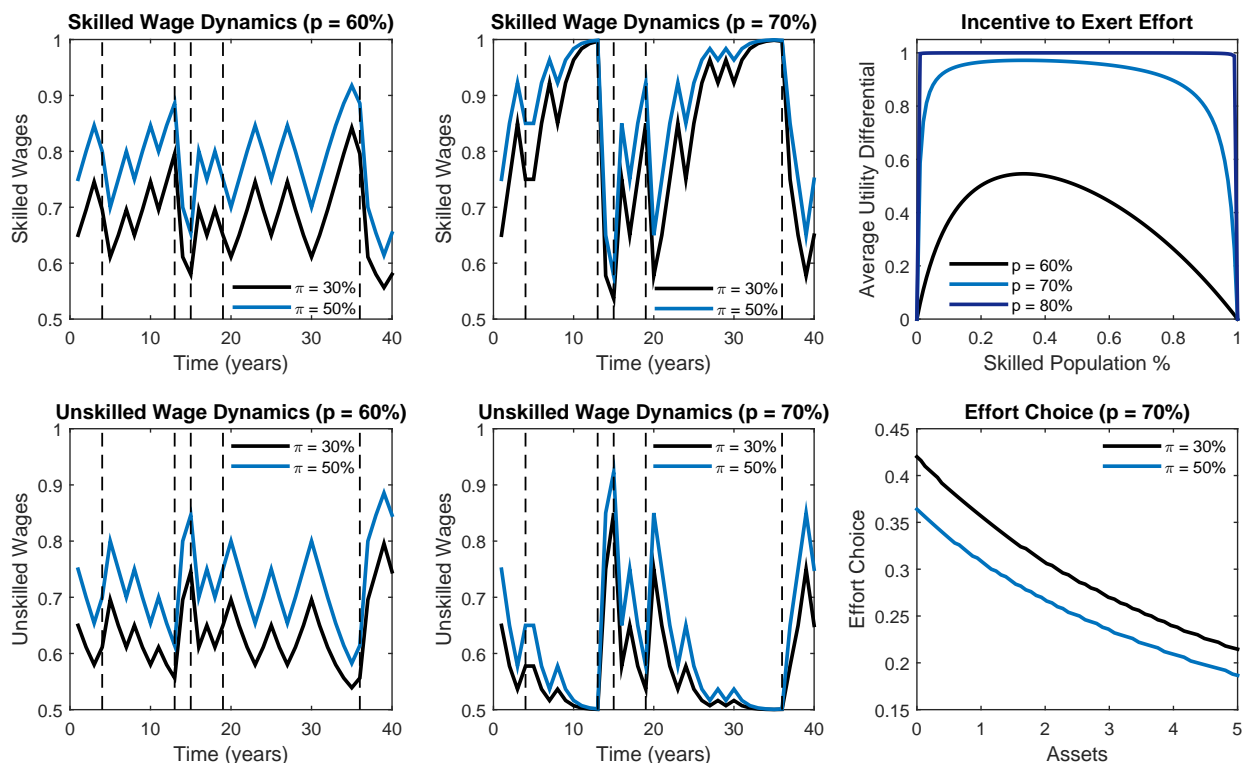 Skilled Wage Dynamics (p = 60%)
Skilled Wages
1
0.9
0.8
0.7
0.6
0.5
0
10
20
30
40
π = 30%
π = 50%
Time (years)
Skilled Wage Dynamics (p = 70%)
Skilled Wages
1
0.9
0.8
0.7
0.6
0.5
0
10
20
30
40
π = 30%
π = 50%
Time (years)
Incentive to Exert Effort
Average Utility Differential
1
0.8
0.6
0.4
0.2
0
0
0.2
0.4
0.6
0.8
1
p = 60%
p = 70%
p = 80%
Skilled Population %
Unskilled Wage Dynamics (p = 60%)
Unskilled Wages
1
0.9
0.8
0.7
0.6
0.5
0
10
20
30
40
π = 30%
π = 50%
Time (years)
Unskilled Wage Dynamics (p = 70%)
Unskilled Wages
1
0.9
0.8
0.7
0.6
0.5
0
10
20
30
40
π = 30%
π = 50%
Time (years)
Effort Choice (p = 70%)
Effort Choice
0.45
0.4
0.35
0.3
0.25
0.2
0.15
0
1
2
3
4
5
π = 30%
π = 50%
Assets